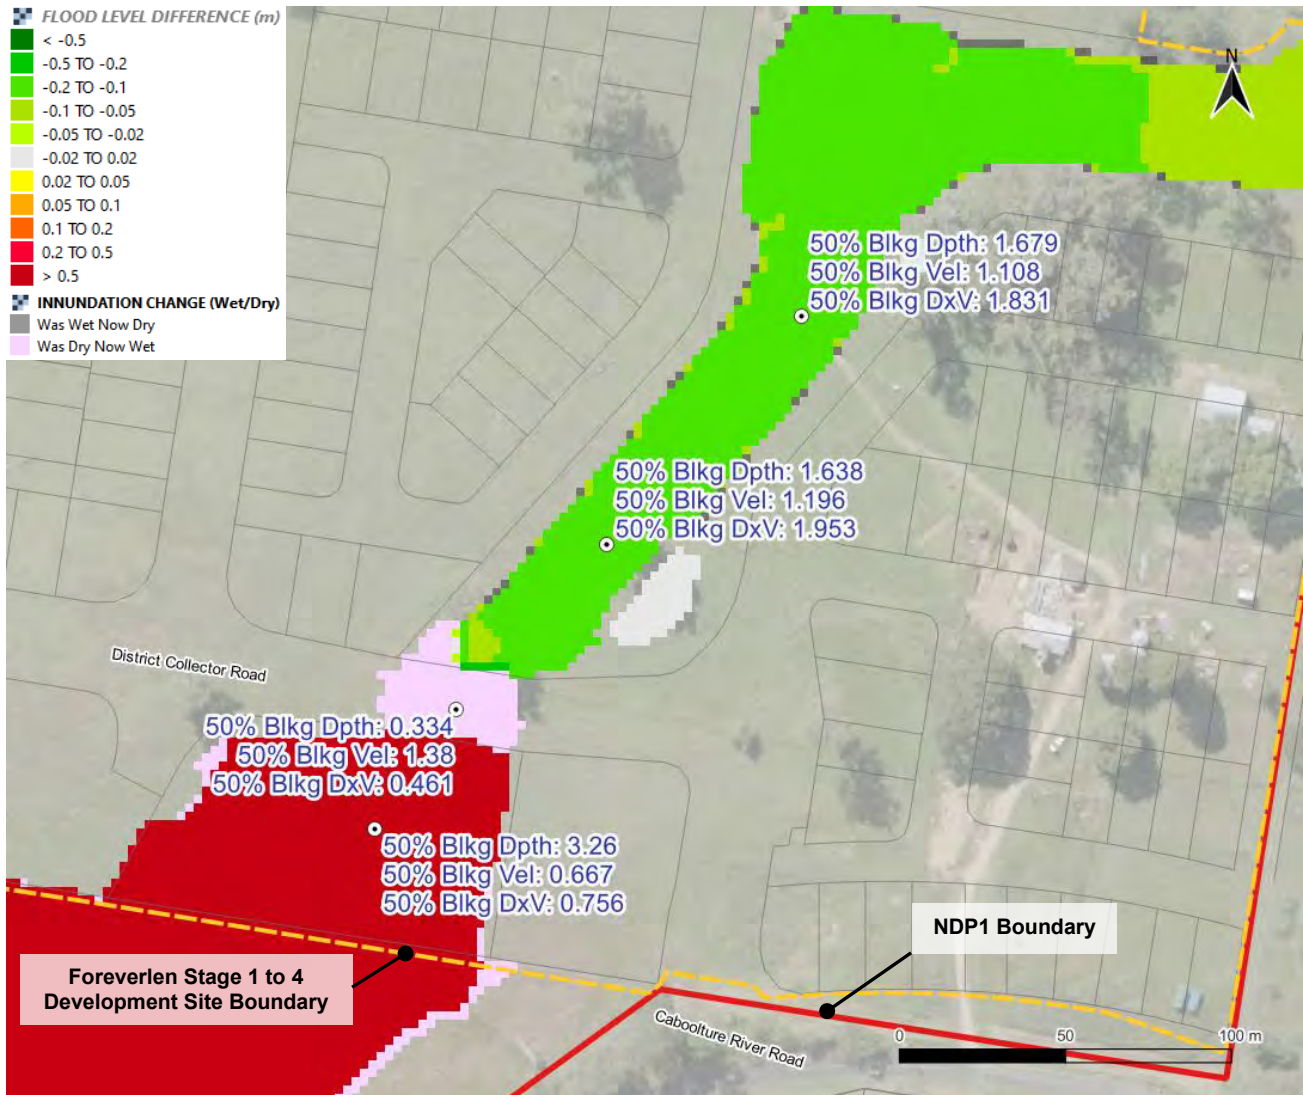 FLOOD LEVEL DIFFERENCE (m)
< -0.5
-0.5 TO -0.2
-0.2 TO -0.1
-0.1 TO -0.05
-0.05 TO -0.02
-0.02 TO 0.02
0.02 TO 0.05
0.05 TO 0.1
0.1 TO 0.2
0.2 TO 0.5
> 0.5
INNUNDATION CHANGE (Wet/Dry)
Was Wet Now Dry
Was Dry Now Wet
N
50% Blkg Dpth: 1.679
50% Blkg Vel: 1.108
50% Blkg DxV: 1.831
50% Blkg Dpth: 1.638
50% Blkg Vel: 1.196
50% Blkg DxV: 1.953
District Collector Road
50% Blkg Dpth: 0.334
50% Blkg Vel: 1.38
50% Blkg DxV: 0.461
50% Blkg Dpth: 3.26
50% Blkg Vel: 0.667
50% Blkg DxV: 0.756
NDP1 Boundary
Foreverlen Stage 1 to 4
Development Site Boundary
Caboolture River Road
0 50 100 m